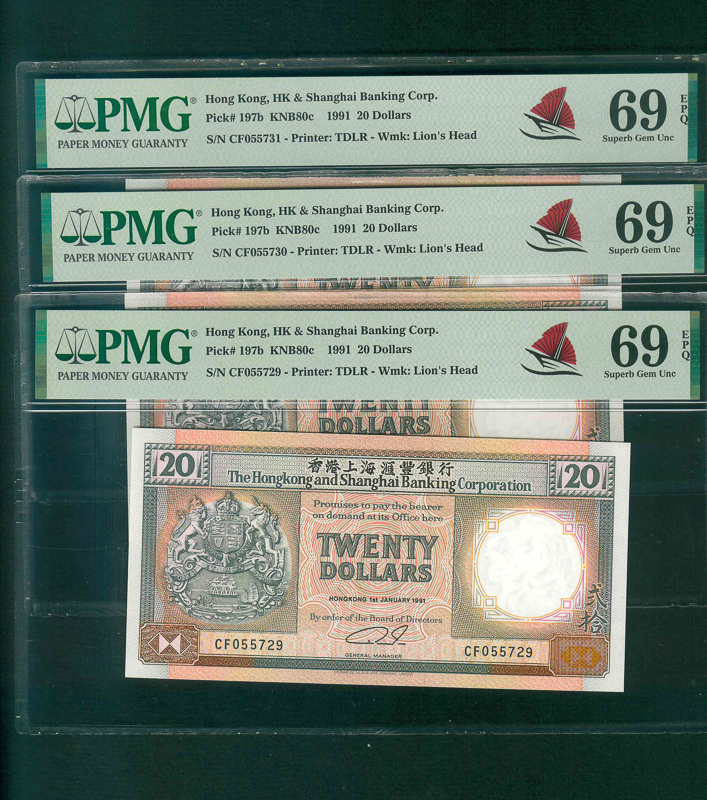 PMG®
PAPER MONEY GUARANTY
Hong Kong, HK & Shanghai Banking Corp.
Pick# 197b KNB80c 1991 20 Dollars
S/N CF055731 - Printer: TDLR - Wmk: Lion's Head
69
EPQ
Superb Gem Unc
PMG®
PAPER MONEY GUARANTY
Hong Kong, HK & Shanghai Banking Corp.
Pick# 197b KNB80c 1991 20 Dollars
S/N CF055730 - Printer: TDLR - Wmk: Lion's Head
69
EPQ
Superb Gem Unc
TWENTY
PMG®
PAPER MONEY GUARANTY
Hong Kong, HK & Shanghai Banking Corp.
Pick# 197b KNB80c 1991 20 Dollars
S/N CF055729 - Printer: TDLR - Wmk: Lion's Head
69
EPQ
Superb Gem Unc
TWENTY
DOLLARS
20
香港上海滙豐銀行
The Hongkong and Shanghai Banking Corporation
20
Promises to pay the bearer
on demand at its Office here
TWENTY
DOLLARS
HONGKONG 1st JANUARY 1991
By order of the Board of Directors
GENERAL MANAGER
貳拾
CF055729
CF055729